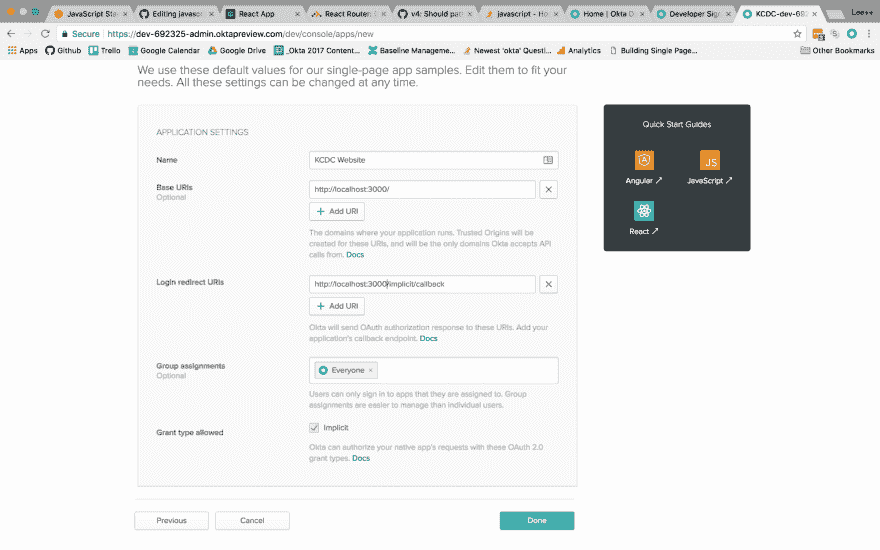 JavaScript Sta
Editing javasc
React App
React Router:
v4: Should pat
javascript - Ho
Home | Okta D
Developer Sig
KCDC-dev-692
Lee++
Secure https://dev-692325-admin.oktapreview.com/dev/console/apps/new
Apps Github Trello Google Calendar Google Drive _Okta 2017 Content... Baseline Maneme... Newest 'okta' Questi... Analytics Building Single Page... Other Bookmarks
We use these default values for our single-page app samples. Edit them to fit your
needs. All these settings can be changed at any time.
APPLICATION SETTINGS
Name
KCDC Website
Base URIs
Optional
http://localhost:3000/
+ Add URI
The domains where your application runs. Trusted Origins will be
created for these URIs, and will be the only domains Okta accepts API
calls from. Docs
Login redirect URIs
http://localhost:3000/implicit/callback
+ Add URI
Okta will send OAuth authorization response to these URIs. Add your
application's callback endpoint. Docs
Group assignments
Optional
Everyone ×
Users can only sign in to apps that they are assigned to. Group
assignments are easier to manage than individual users.
Grant type allowed
Implicit
Okta can authorize your native app's requests with these OAuth 2.0
grant types. Docs
Previous
Cancel
Done
Quick Start Guides
JS
Angular
JavaScript
React